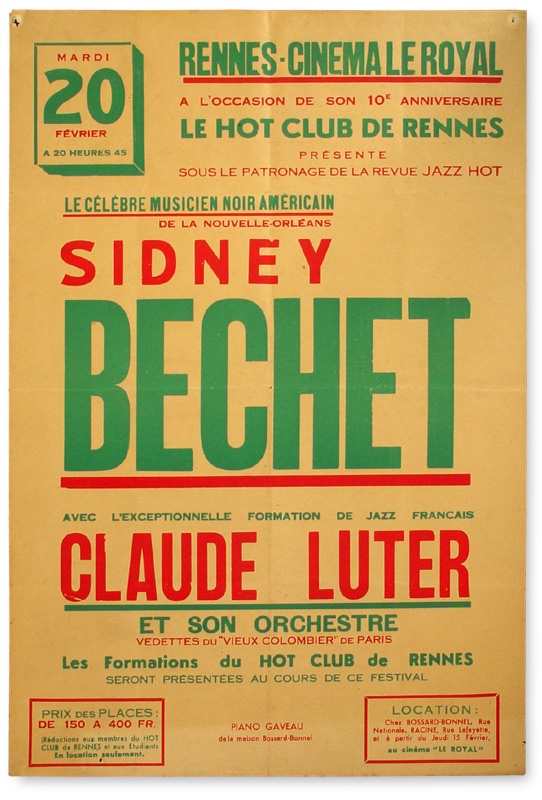 MARDI
20
FÉVRIER
A 20 HEURES 45
RENNES-CINEMA LE ROYAL
A L'OCCASION DE SON 10E ANNIVERSAIRE
LE HOT CLUB DE RENNES
PRÉSENTE
SOUS LE PATRONAGE DE LA REVUE JAZZ HOT
LE CÉLÈBRE MUSICIEN NOIR AMÉRICAIN
DE LA NOUVELLE-ORLÉANS
SIDNEY
BECHET
AVEC L'EXCEPTIONNELLE FORMATION DE JAZZ FRANCAIS
CLAUDE LUTER
ET SON ORCHESTRE
VEDETTES DU "VIEUX COLOMBIER" DE PARIS
Les Formations du HOT CLUB de RENNES
SERONT PRÉSENTÉES AU COURS DE CE FESTIVAL
PRIX DES PLACES :
DE 150 A 400 FR.
(Réductions aux membres du HOT
CLUB de RENNES et aux Etudiants
En location seulement.
PIANO GAVEAU
de la maison Bossard-Bonnel
LOCATION :
Chez BOSSARD-BONNEL, Rue
Nationale, RACINE, Rue Lafayette,
et à partir du Jeudi 15 Février,
au cinéma "LE ROYAL"